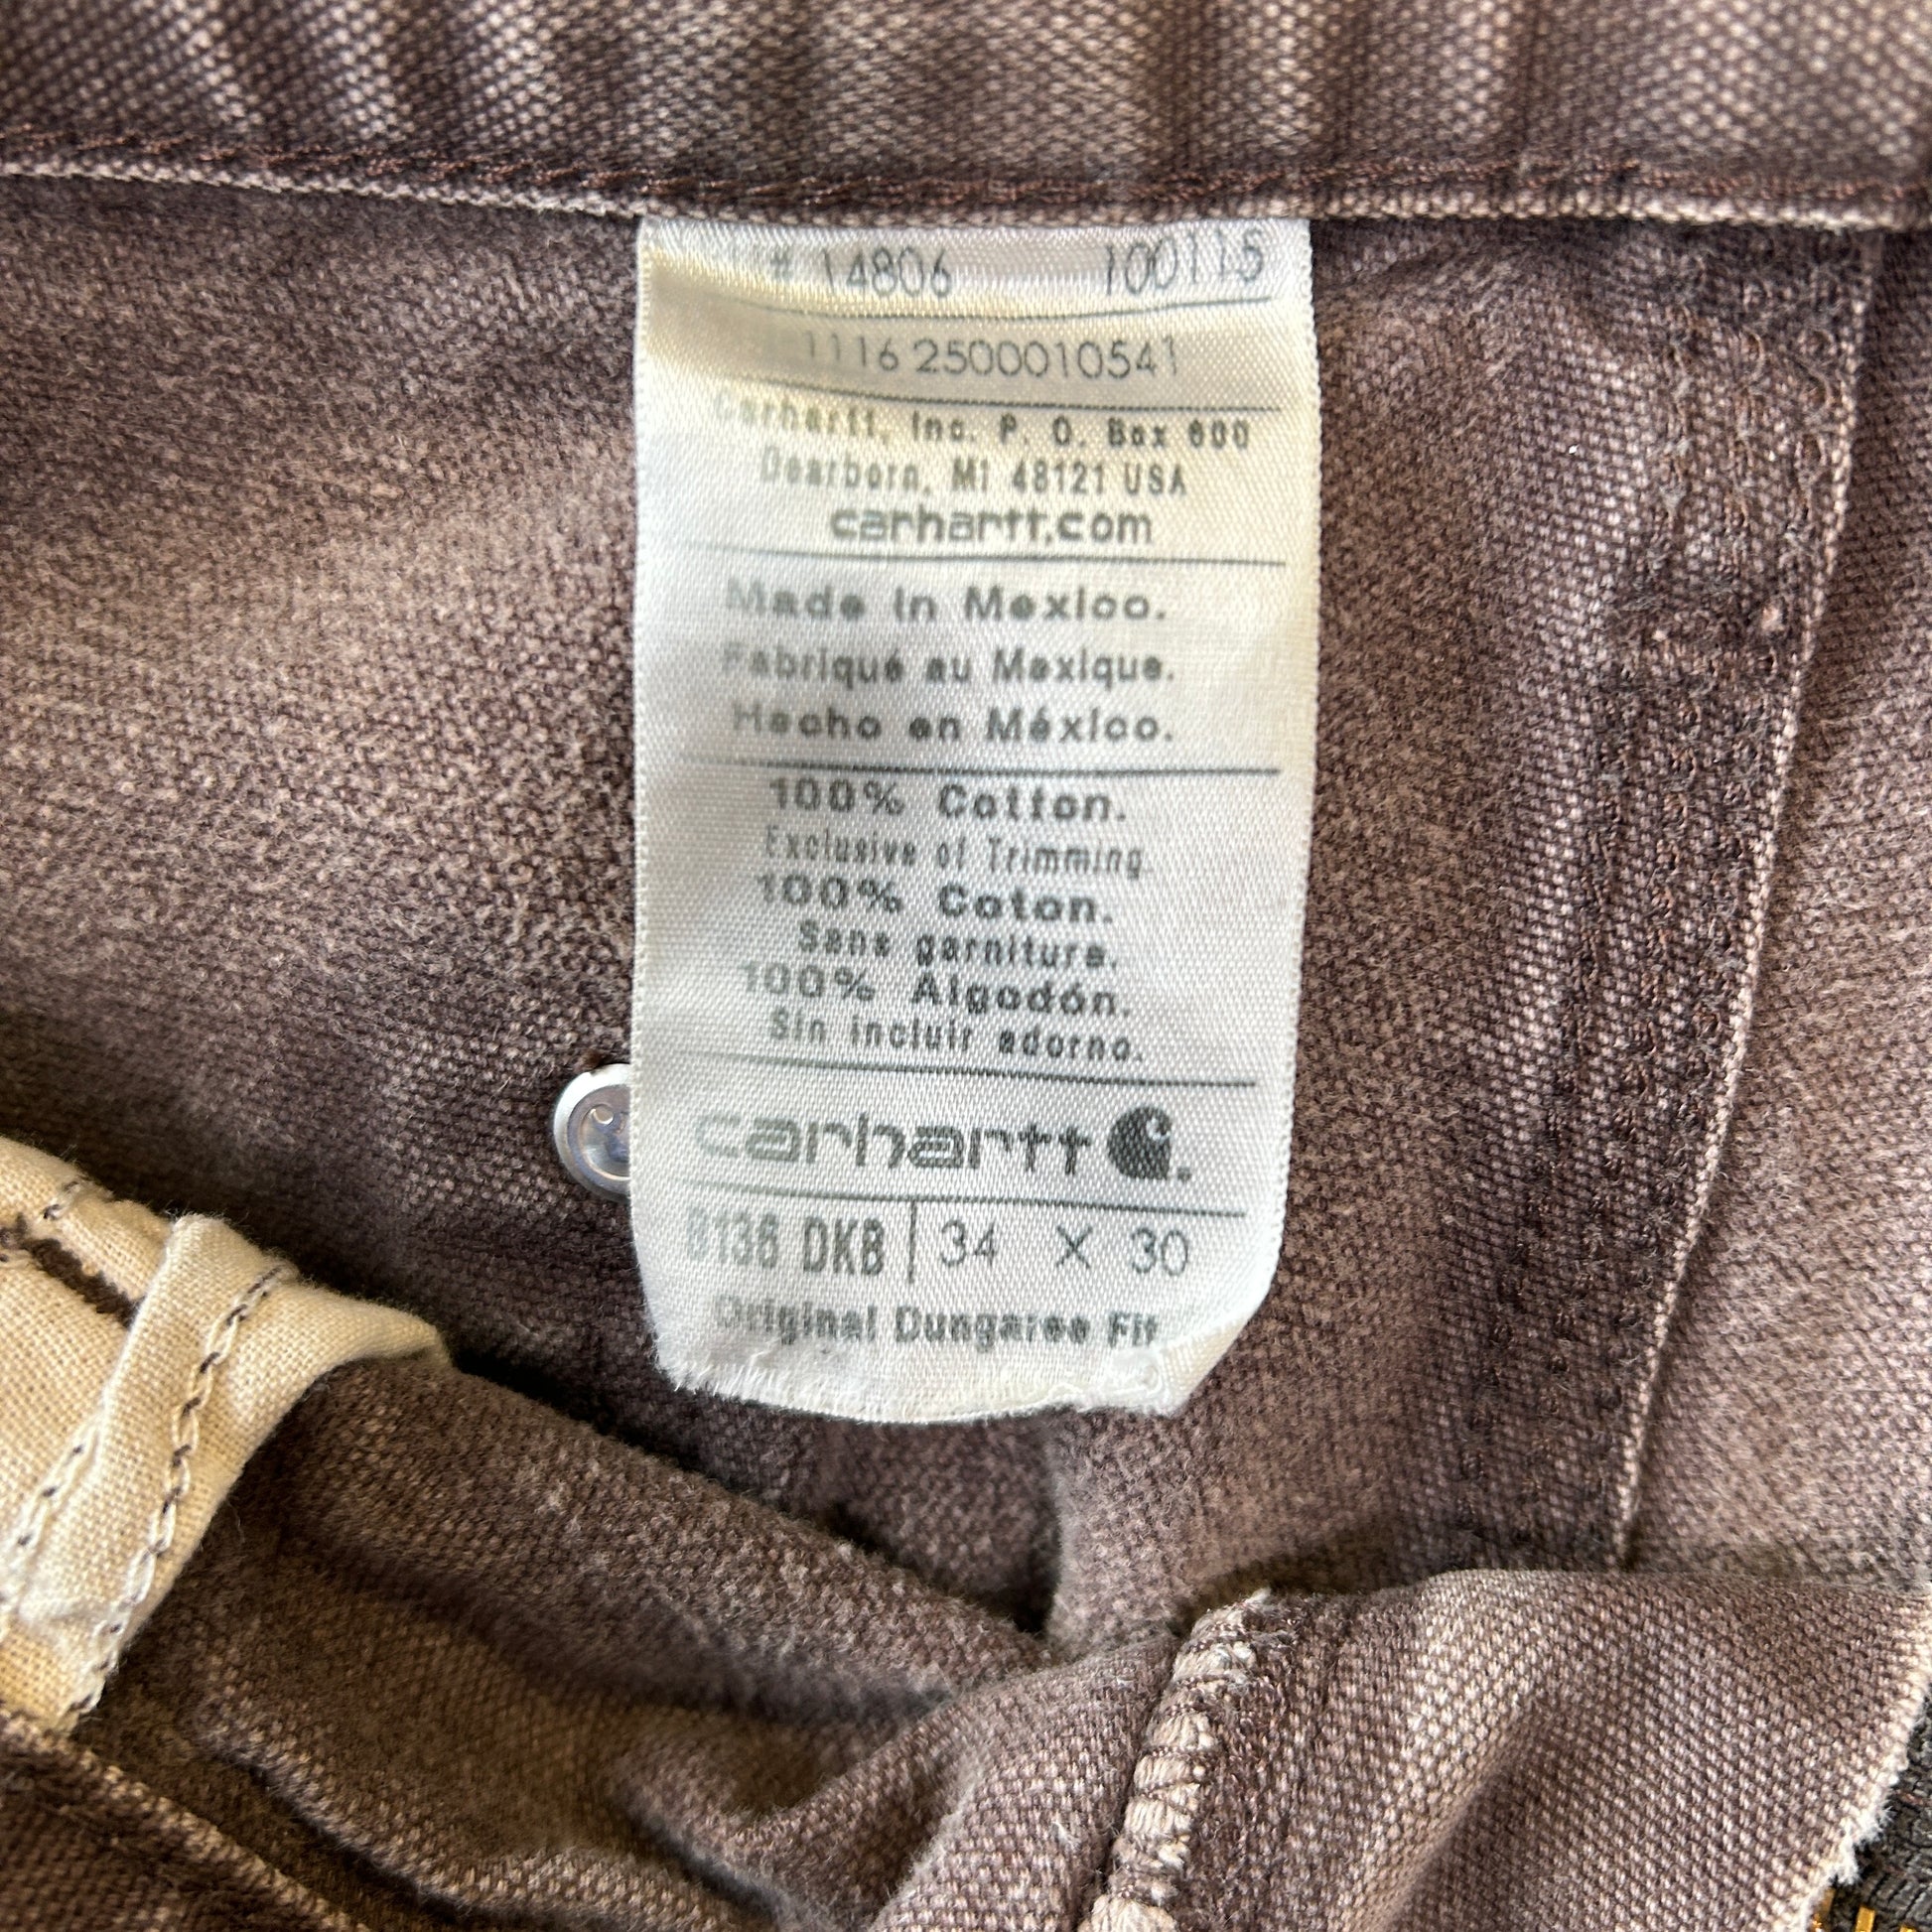 # 14806 100115
1116 2500010541
Carhartt, Inc. P. O. Box 600
Dearborn, MI 48121 USA
carhartt.com
Made in Mexico.
Fabriqué au Mexique.
Hecho en México.
100% Cotton.
Exclusive of Trimming.
100% Coton.
Sans garniture.
100% Algodón.
Sin incluir adorno.
carhartt
DKB 34 X 30
Original Dungaree Fit